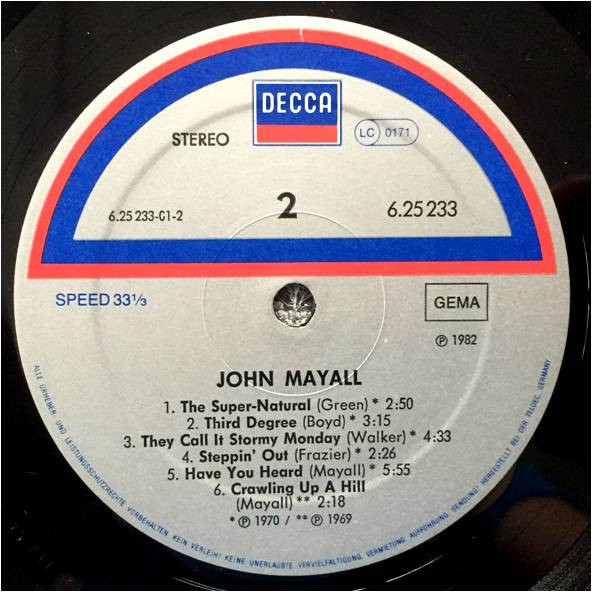 DECCA
STEREO
LC 0171
6.25 233-01-2
2
6.25 233
SPEED 33⅓
GEMA
℗ 1982
JOHN MAYALL
1. The Super-Natural (Green) * 2:50
2. Third Degree (Boyd) * 3:15
3. They Call It Stormy Monday (Walker) * 4:33
4. Steppin' Out (Frazier) * 2:26
5. Have You Heard (Mayall) * 5:55
6. Crawling Up A Hill
(Mayall) ** 2:18
* ℗ 1970 / ** ℗ 1969
ALLE URHEBER- UND LEISTUNGSSCHUTZRECHTE VORBEHALTEN KEIN VERLEIH! KEINE UNERLAUBTE VERVIELFÄLTIGUNG, VERMIETUNG, AUFFÜHRUNG, SENDUNG! HERGESTELLT BEI DER TELDEC, GERMANY